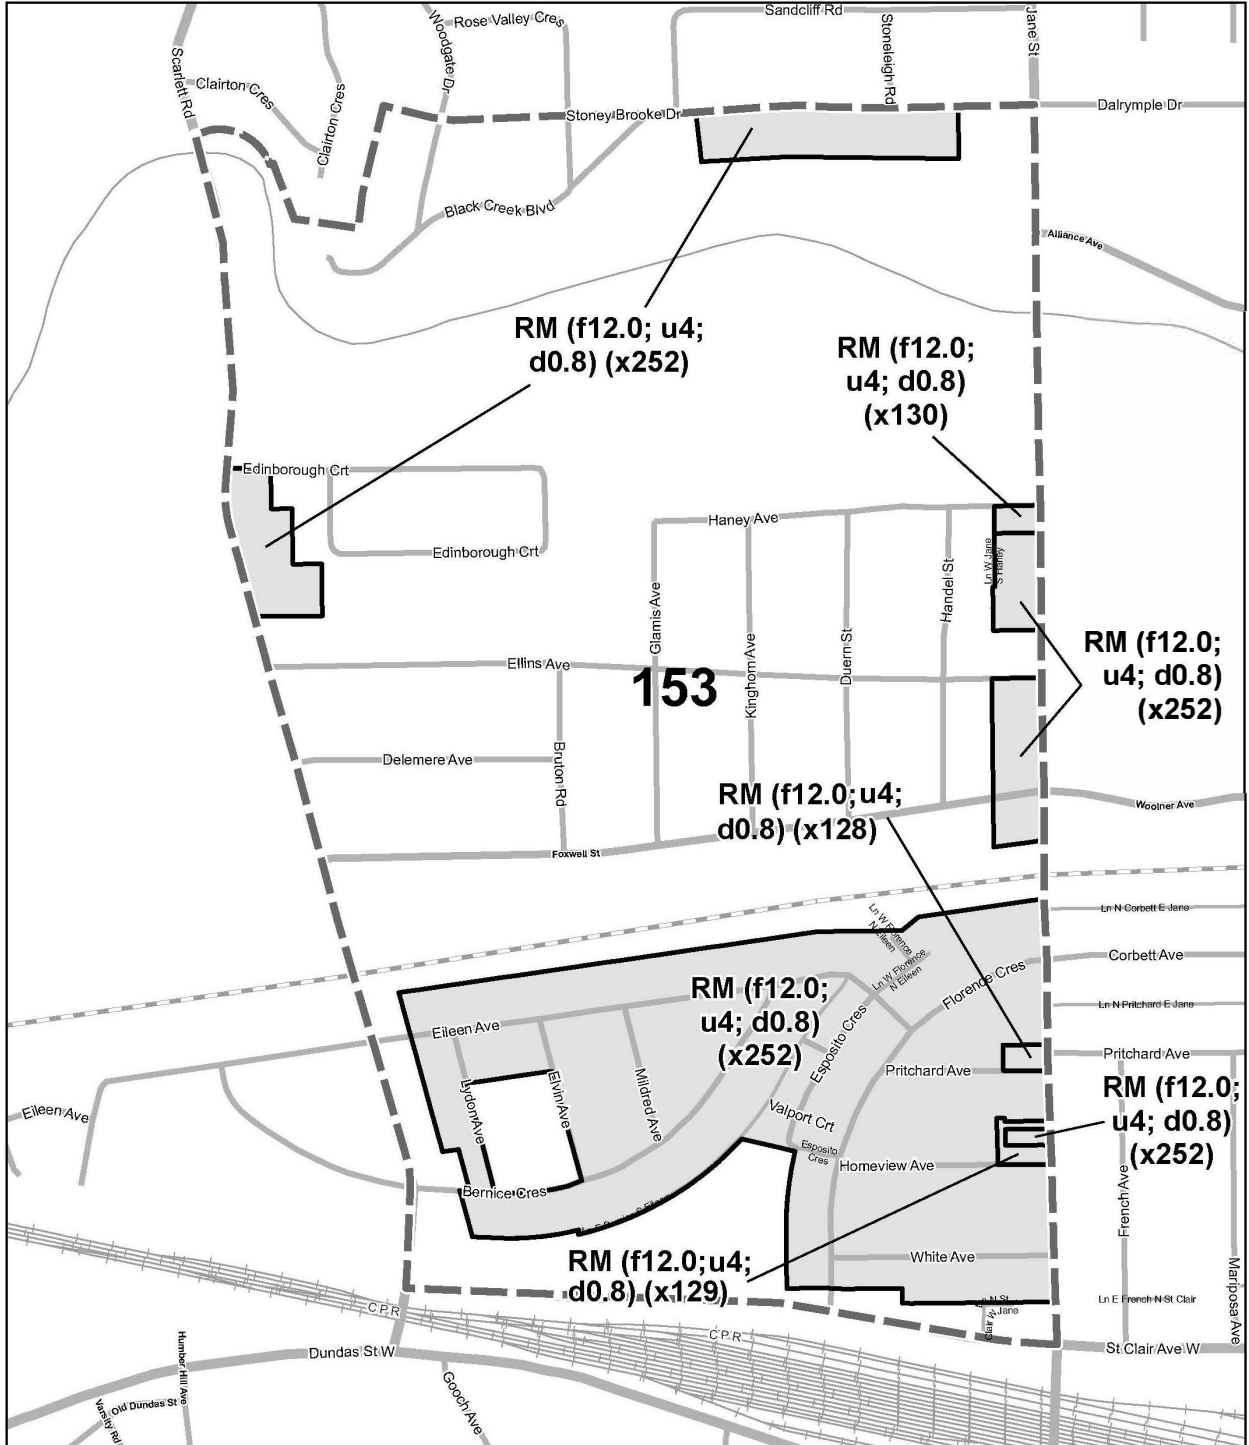 Sandcliff Rd
Rose Valley Cres
Woodgate Dr
Stoneleigh Rd
Jane St
Scarlett Rd
Clairton Cres
Clairton Cres
Stoney Brooke Dr
Dalrymple Dr
Black Creek Blvd
Alliance Ave
RM (f12.0; u4;
d0.8) (x252)
RM (f12.0;
u4; d0.8)
(x130)
Edinborough Crt
Edinborough Crt
Haney Ave
Ln W Jane
S Haney
Handel St
Glamis Ave
Kinghorn Ave
Duern St
RM (f12.0;
u4; d0.8)
(x252)
Ellins Ave
153
Delemere Ave
Bruton Rd
RM (f12.0;u4;
d0.8) (x128)
Woolner Ave
Foxwell St
Ln N Corbett E Jane
Ln W Florence
N Eileen
Ln W Florence
N Eileen
Corbett Ave
Florence Cres
RM (f12.0;
u4; d0.8)
(x252)
Ln N Pritchard E Jane
Eileen Ave
Esposito Cres
Pritchard Ave
Pritchard Ave
Lydon Ave
Elvin Ave
Mildred Ave
RM (f12.0;
u4; d0.8)
(x252)
Eileen Ave
Valport Crt
Esposito
Cres
Homeview Ave
Bernice Cres
French Ave
White Ave
RM (f12.0;u4;
d0.8) (x129)
Mariposa Ave
Ln N St
Clair W Jane
Ln E French N St Clair
CPR
CPR
Dundas St W
St Clair Ave W
Humber Hill Ave
Gooch Ave
Old Dundas St
Varsity Rd